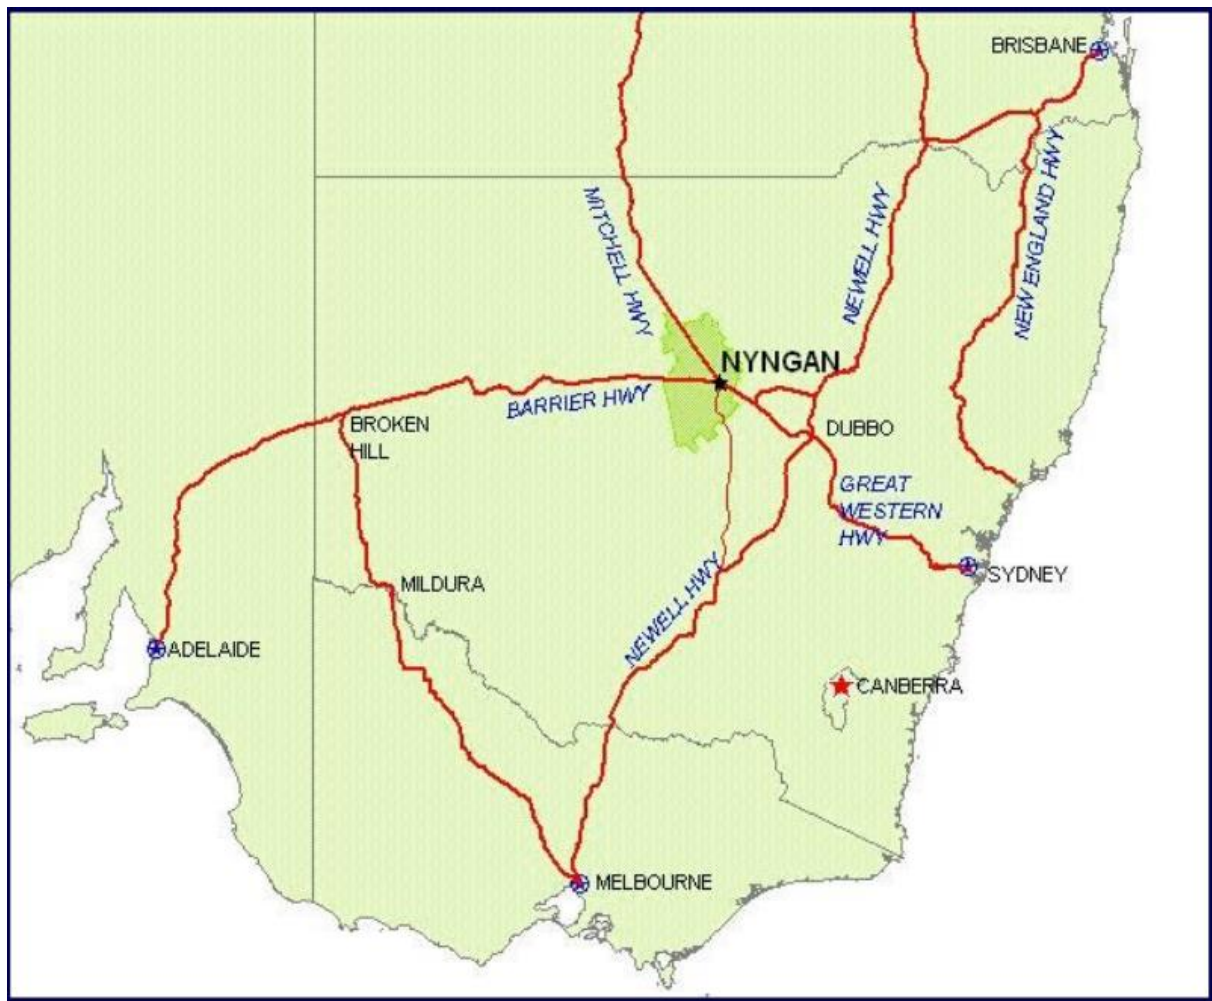 BRISBANE
NEW ENGLAND HWY
NEWELL HWY
MITCHELL HWY
NYNGAN
BARRIER HWY
BROKEN
HILL
DUBBO
GREAT
WESTERN
HWY
SYDNEY
MILDURA
NEWELL HWY
ADELAIDE
CANBERRA
MELBOURNE